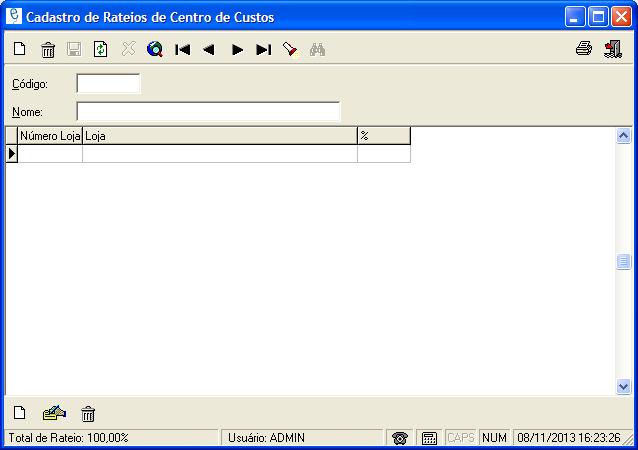 Cadastro de Rateios de Centro de Custos
Código:
Nome:
Número Loja Loja %
Total de Rateio: 100,00% Usuário: ADMIN CAPS NUM 08/11/2013 16:23:26